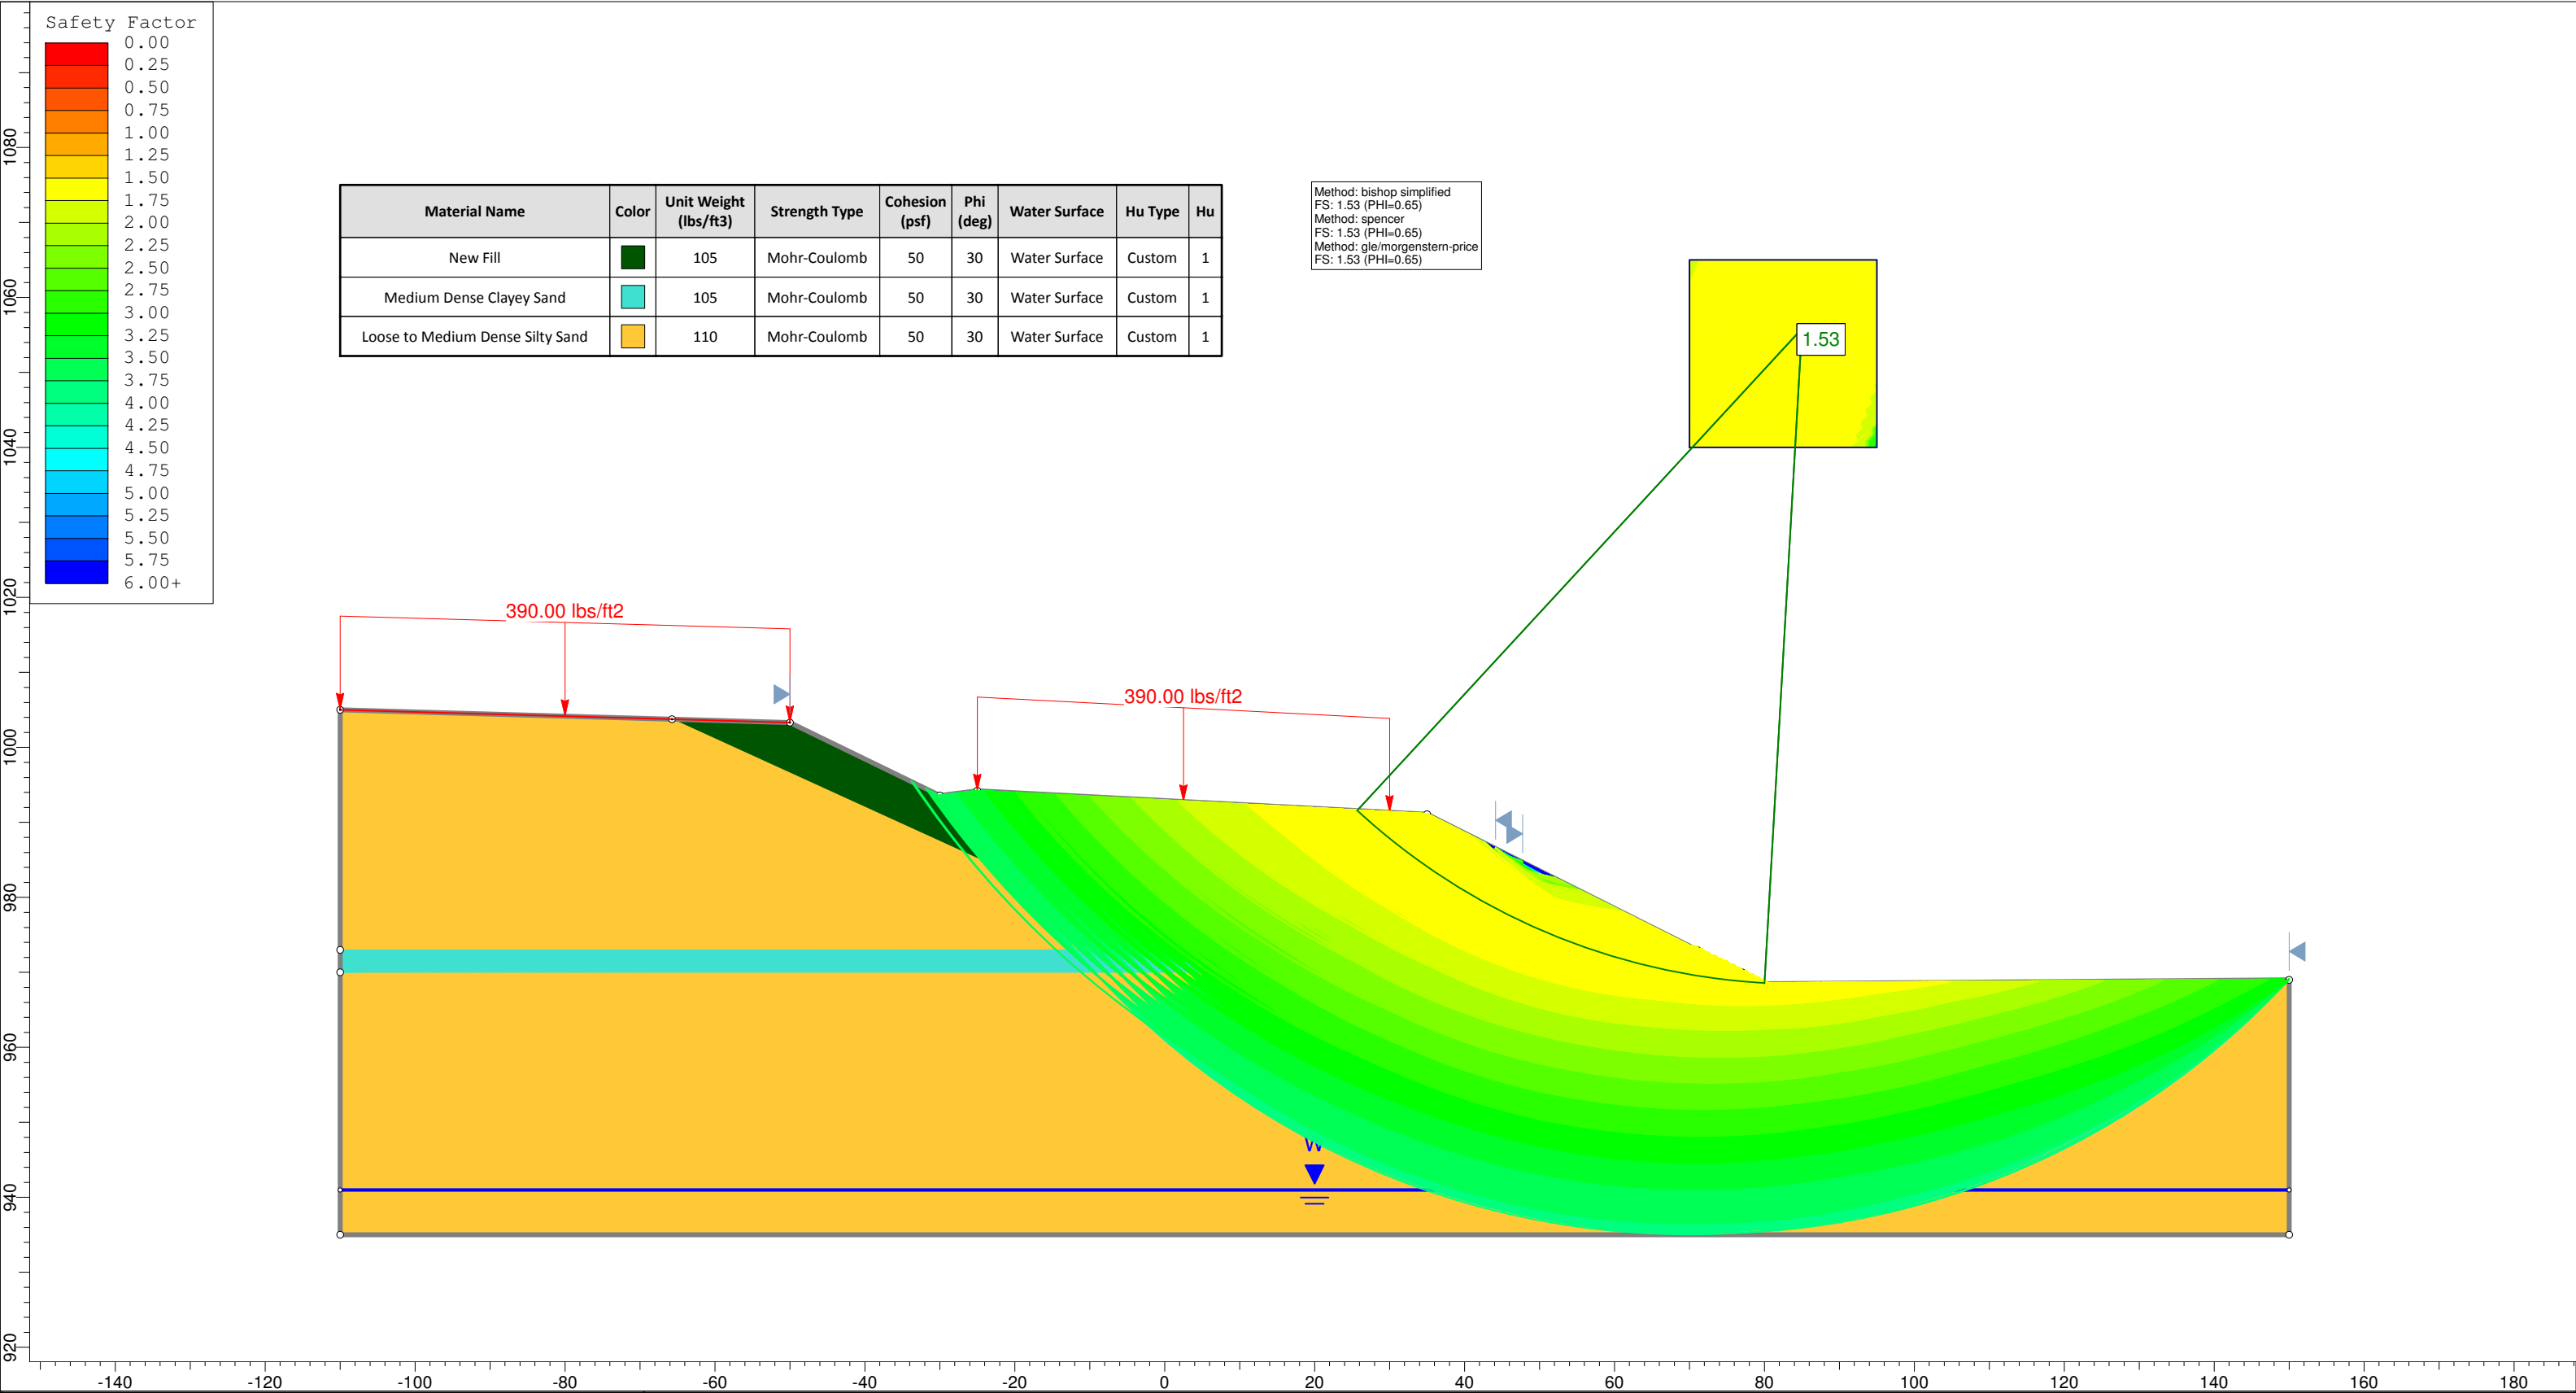 Safety Factor
0.00
0.25
0.50
0.75
1.00
1.25
1.50
1.75
2.00
2.25
2.50
2.75
3.00
3.25
3.50
3.75
4.00
4.25
4.50
4.75
5.00
5.25
5.50
5.75
6.00+
Material Name Color Unit Weight (lbs/ft3) Strength Type Cohesion (psf) Phi (deg) Water Surface Hu Type Hu
New Fill 105 Mohr-Coulomb 50 30 Water Surface Custom 1
Medium Dense Clayey Sand 105 Mohr-Coulomb 50 30 Water Surface Custom 1
Loose to Medium Dense Silty Sand 110 Mohr-Coulomb 50 30 Water Surface Custom 1
Method: bishop simplified
FS: 1.53 (PHI=0.65)
Method: spencer
FS: 1.53 (PHI=0.65)
Method: gle/morgenstern-price
FS: 1.53 (PHI=0.65)
1.53
390.00 lbs/ft2
390.00 lbs/ft2
W
1080
1060
1040
1020
1000
980
960
940
920
-140 -120 -100 -80 -60 -40 -20 0 20 40 60 80 100 120 140 160 180